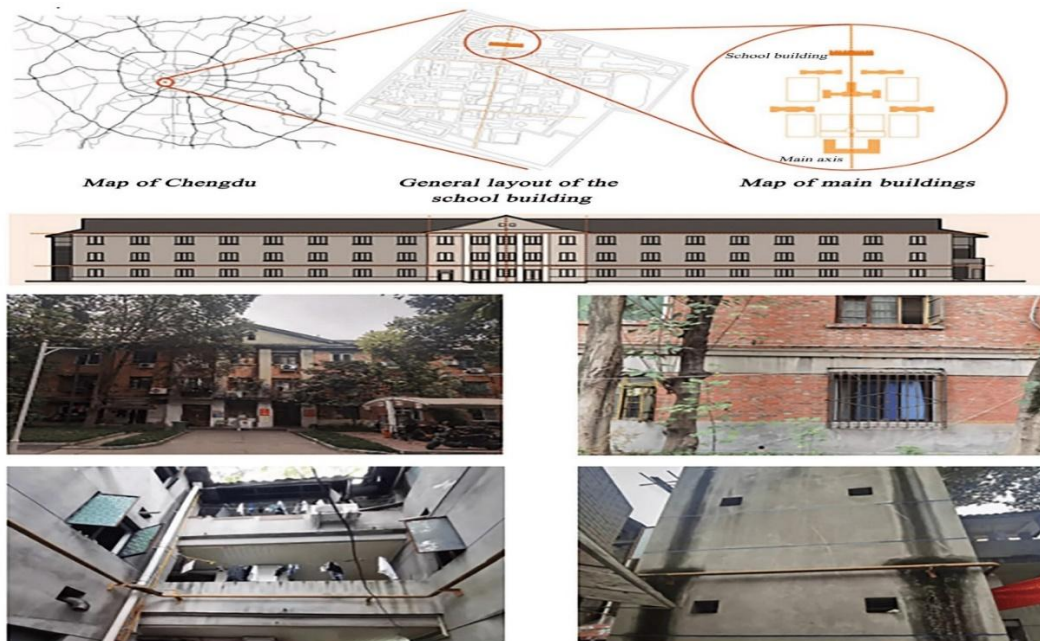 School building
Main axis
Map of Chengdu
General layout of the
school building
Map of main buildings